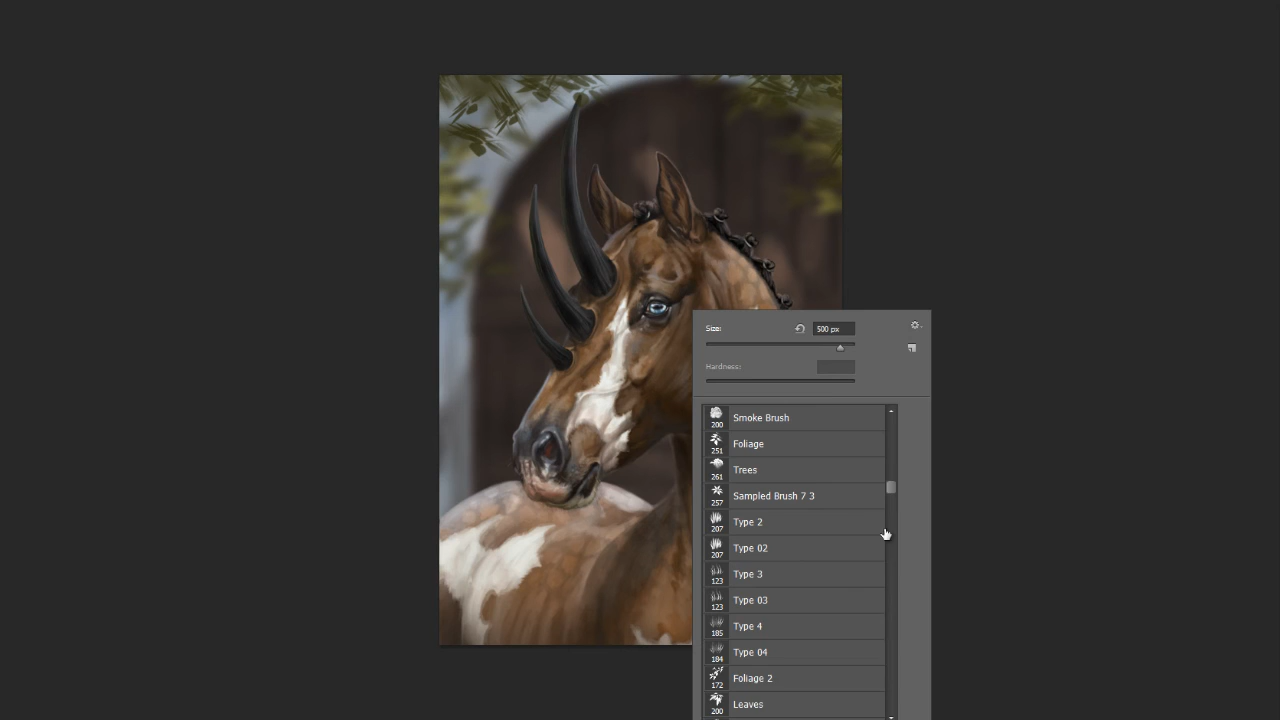 Size:
500 px
Hardness:
200 Smoke Brush
251 Foliage
261 Trees
257 Sampled Brush 7 3
207 Type 2
207 Type 02
123 Type 3
123 Type 03
185 Type 4
184 Type 04
172 Foliage 2
200 Leaves